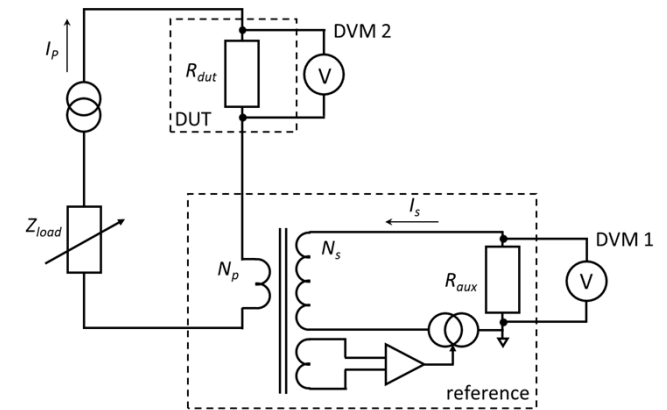 DVM 2
I_P
R_dut
V
DUT
Z_load
I_s
N_p
N_s
DVM 1
R_aux
V
reference